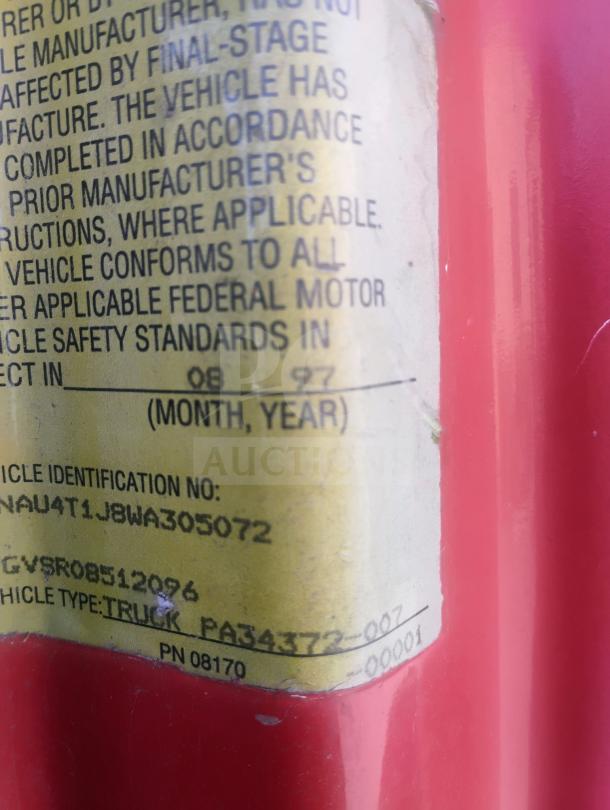 RER OR BY
LE MANUFACTURER, HAS NOT
AFFECTED BY FINAL-STAGE
UFACTURE. THE VEHICLE HAS
COMPLETED IN ACCORDANCE
PRIOR MANUFACTURER'S
RUCTIONS, WHERE APPLICABLE.
VEHICLE CONFORMS TO ALL
ER APPLICABLE FEDERAL MOTOR
ICLE SAFETY STANDARDS IN
ECT IN 08 97
(MONTH, YEAR)
AUCTIONS
ICLE IDENTIFICATION NO:
NAU4T1J8WA305072
GVSR08512096
HICLE TYPE: TRUCK PA34372-007
-00001
PN 08170